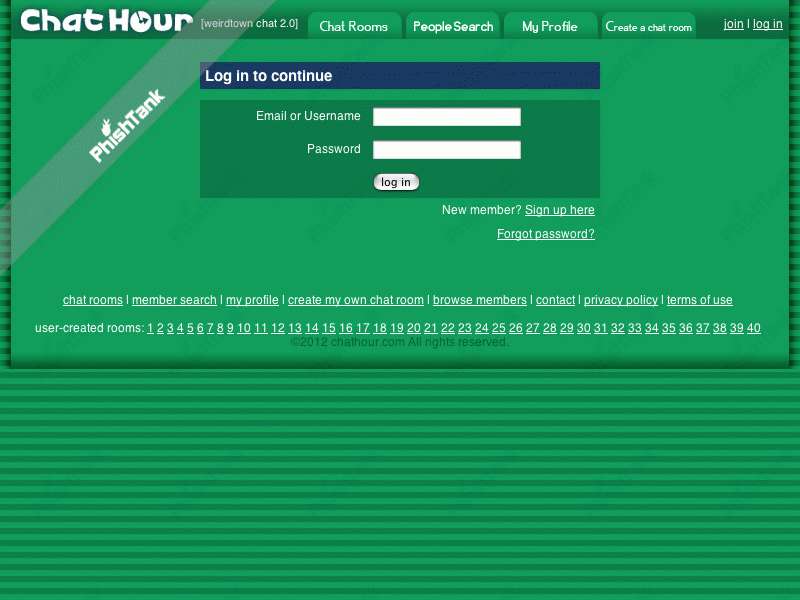 Chat Hour [weirdtown chat 2.0] Chat Rooms People Search My Profile Create a chat room join | log in
PhishTank
Log in to continue
Email or Username
Password
log in
New member? Sign up here
Forgot password?
chat rooms | member search | my profile | create my own chat room | browse members | contact | privacy policy | terms of use
user-created rooms: 1 2 3 4 5 6 7 8 9 10 11 12 13 14 15 16 17 18 19 20 21 22 23 24 25 26 27 28 29 30 31 32 33 34 35 36 37 38 39 40
©2012 chathour.com All rights reserved.